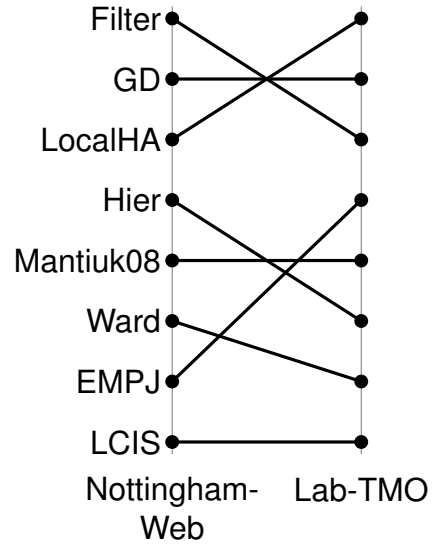 Filter
GD
LocalHA
Hier
Mantiuk08
Ward
EMPJ
LCIS
Nottingham-
Web
Lab-TMO